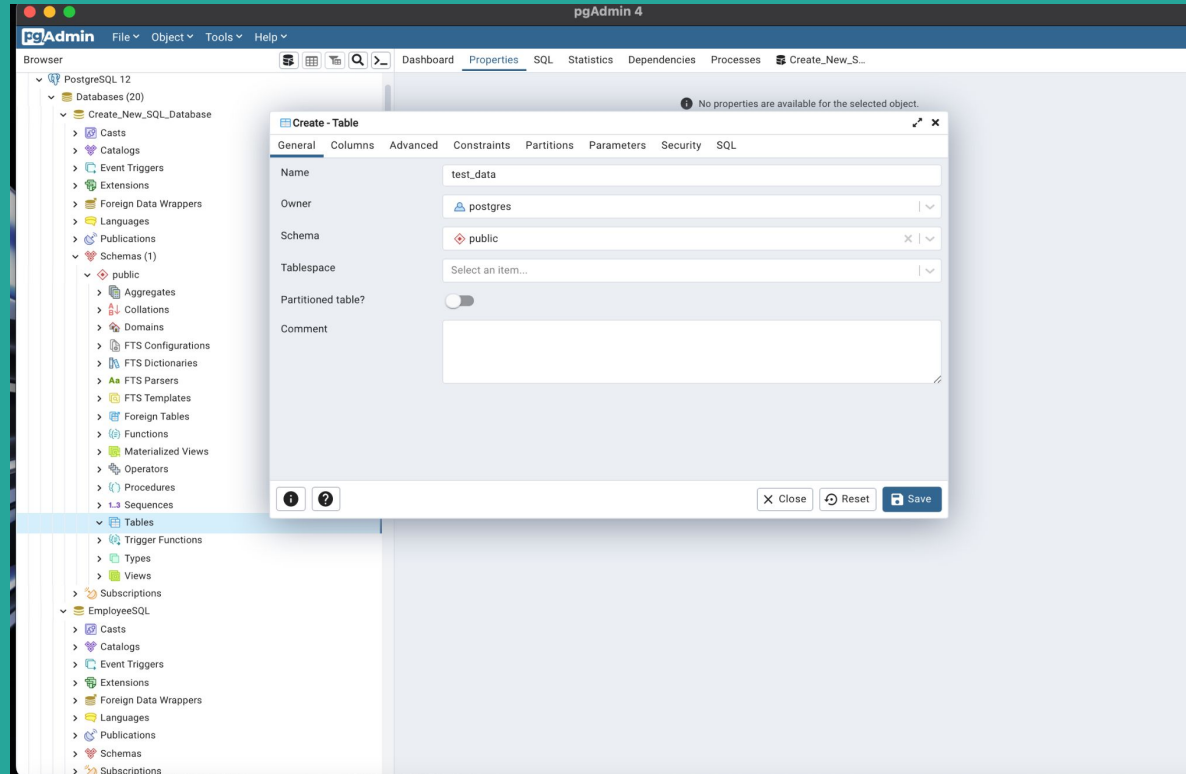 pgAdmin 4
pgAdmin File Object Tools Help
Browser
Dashboard Properties SQL Statistics Dependencies Processes Create_New_S...
No properties are available for the selected object.
PostgreSQL 12
Databases (20)
Create_New_SQL_Database
Casts
Catalogs
Event Triggers
Extensions
Foreign Data Wrappers
Languages
Publications
Schemas (1)
public
Aggregates
Collations
Domains
FTS Configurations
FTS Dictionaries
Aa FTS Parsers
FTS Templates
Foreign Tables
Functions
Materialized Views
Operators
Procedures
1..3 Sequences
Tables
Trigger Functions
Types
Views
Subscriptions
EmployeeSQL
Casts
Catalogs
Event Triggers
Extensions
Foreign Data Wrappers
Languages
Publications
Schemas
Subscriptions
Create - Table
General Columns Advanced Constraints Partitions Parameters Security SQL
Name test_data
Owner postgres
Schema public
Tablespace Select an item...
Partitioned table?
Comment
Close Reset Save